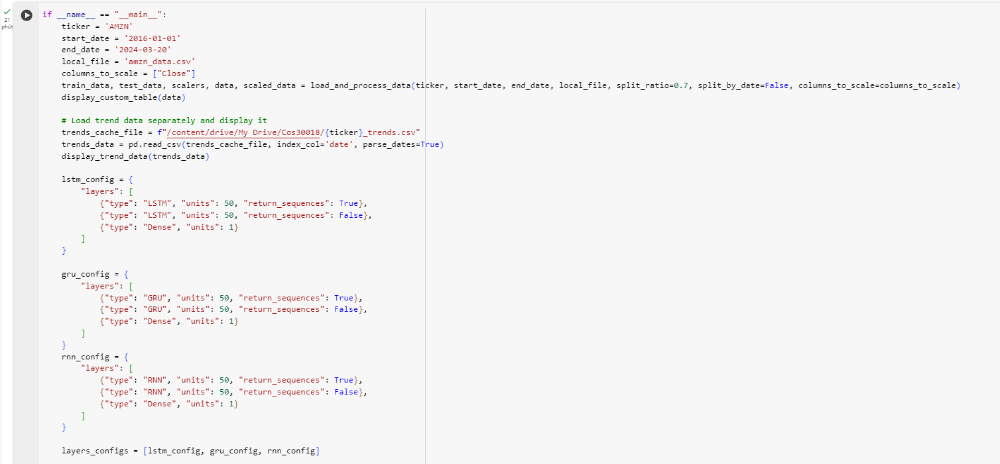 if __name__ == "__main__":
21
phút
    ticker = 'AMZN'
    start_date = '2016-01-01'
    end_date = '2024-03-20'
    local_file = 'amzn_data.csv'
    columns_to_scale = ["Close"]
    train_data, test_data, scalers, data, scaled_data = load_and_process_data(ticker, start_date, end_date, local_file, split_ratio=0.7, split_by_date=False, columns_to_scale=columns_to_scale)
    display_custom_table(data)

    # Load trend data separately and display it
    trends_cache_file = f"/content/drive/My Drive/Cos30018/{ticker}_trends.csv"
    trends_data = pd.read_csv(trends_cache_file, index_col='date', parse_dates=True)
    display_trend_data(trends_data)

    lstm_config = {
        "layers": [
            {"type": "LSTM", "units": 50, "return_sequences": True},
            {"type": "LSTM", "units": 50, "return_sequences": False},
            {"type": "Dense", "units": 1}
        ]
    }

    gru_config = {
        "layers": [
            {"type": "GRU", "units": 50, "return_sequences": True},
            {"type": "GRU", "units": 50, "return_sequences": False},
            {"type": "Dense", "units": 1}
        ]
    }
    rnn_config = {
        "layers": [
            {"type": "RNN", "units": 50, "return_sequences": True},
            {"type": "RNN", "units": 50, "return_sequences": False},
            {"type": "Dense", "units": 1}
        ]
    }

    layers_configs = [lstm_config, gru_config, rnn_config]